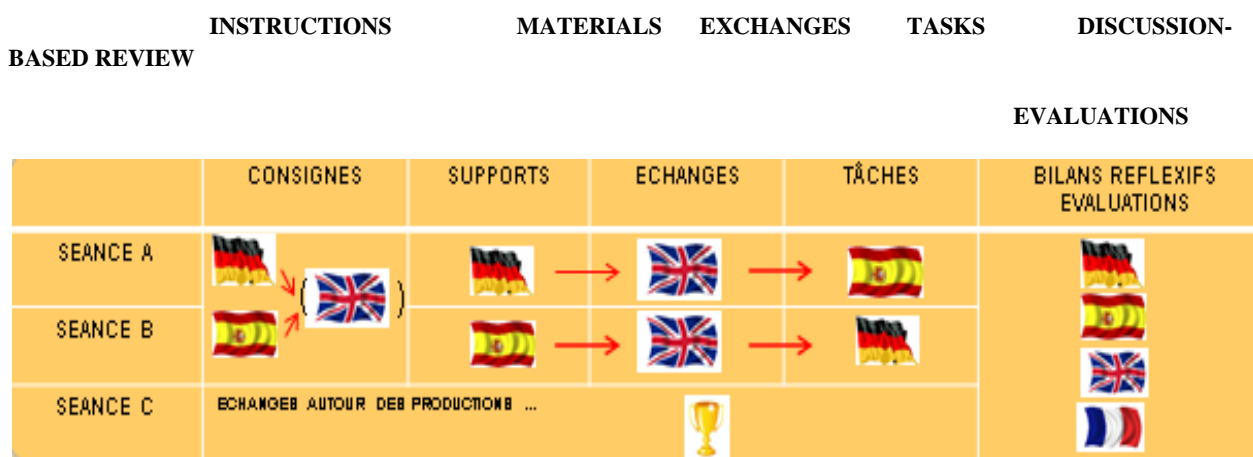 INSTRUCTIONS MATERIALS EXCHANGES TASKS DISCUSSION-
BASED REVIEW
EVALUATIONS
CONSIGNES SUPPORTS ECHANGES TÂCHES BILANS REFLEXIFS
EVALUATIONS
SEANCE A
( )
SEANCE B
SEANCE C ECHANGES AUTOUR DES PRODUCTIONS ...